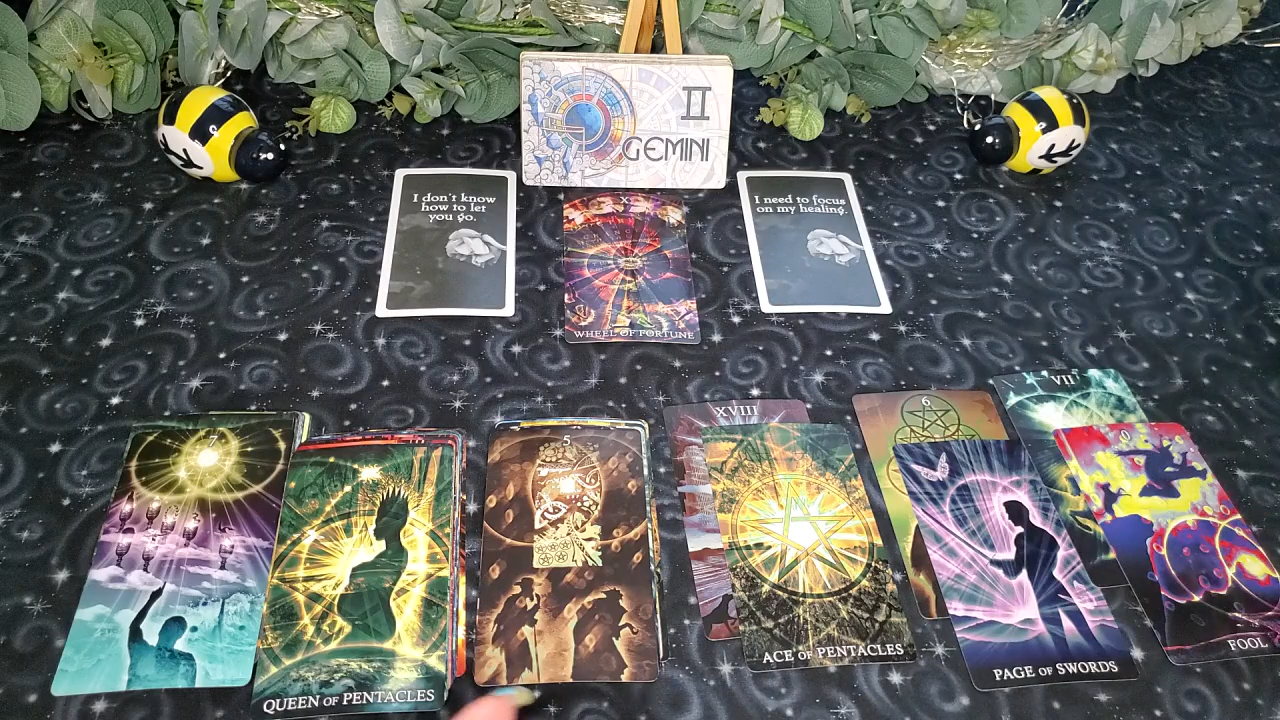 II
GEMINI
I don't know
how to let
you go.
I need to focus
on my healing.
X
WHEEL OF FORTUNE
7
QUEEN OF PENTACLES
5
XVIII
ACE OF PENTACLES
6
PAGE OF SWORDS
VII
0
FOOL